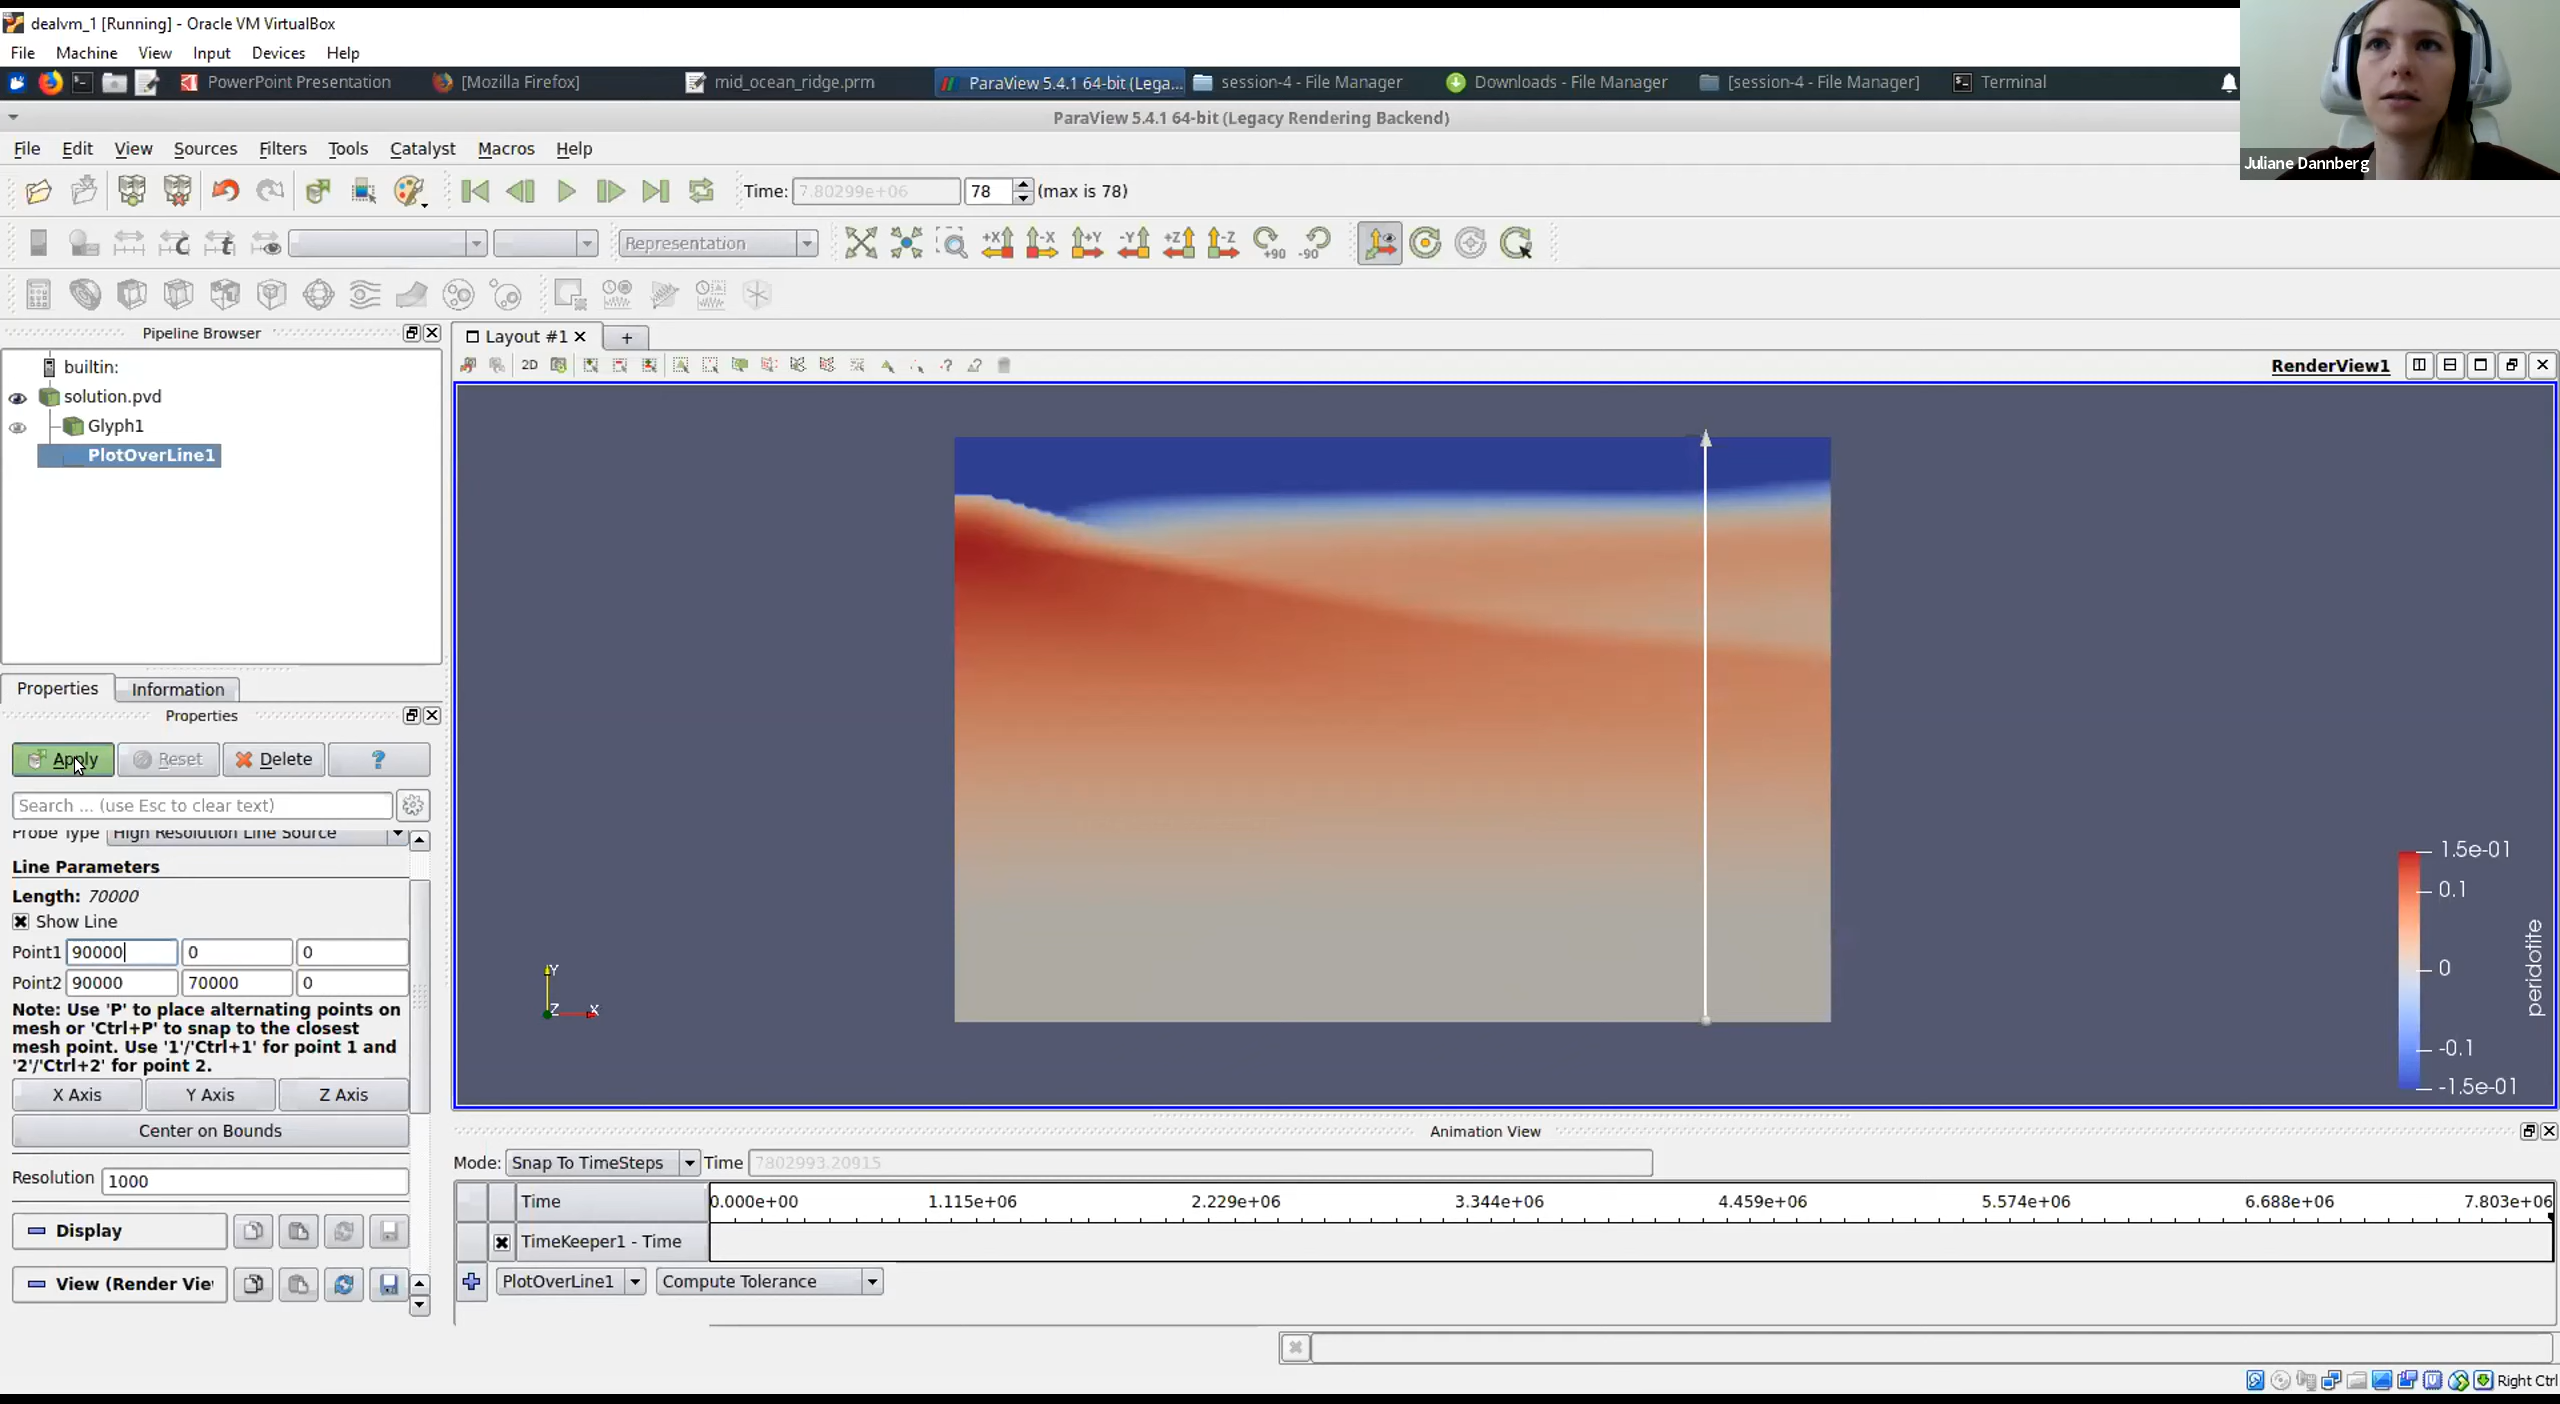 dealvm_1 [Running] - Oracle VM VirtualBox
File Machine View Input Devices Help
PowerPoint Presentation [Mozilla Firefox] mid_ocean_ridge.prm ParaView 5.4.1 64-bit (Lega... session-4 - File Manager Downloads - File Manager [session-4 - File Manager] Terminal
ParaView 5.4.1 64-bit (Legacy Rendering Backend)
Juliane Dannberg
File Edit View Sources Filters Tools Catalyst Macros Help
Time: 7.80299e+06 78 (max is 78)
Representation +X -X +Y -Y +Z -Z +90 -90
Pipeline Browser
Layout #1 +
builtin:
2D
RenderView1
solution.pvd
Glyph1
PlotOverLine1
Properties Information
Properties
Apply Reset Delete ?
Search ... (use Esc to clear text)
Probe Type High Resolution Line Source
Line Parameters
Length: 70000
Show Line
Point1 90000 0 0
Point2 90000 70000 0
Note: Use 'P' to place alternating points on
mesh or 'Ctrl+P' to snap to the closest
mesh point. Use '1'/'Ctrl+1' for point 1 and
'2'/'Ctrl+2' for point 2.
X Axis Y Axis Z Axis
Center on Bounds
Resolution 1000
Display
View (Render Vie
Y
Z X
1.5e-01
0.1
0
-0.1
-1.5e-01
peridotite
Animation View
Mode: Snap To TimeSteps Time 7802993.20915
Time 0.000e+00 1.115e+06 2.229e+06 3.344e+06 4.459e+06 5.574e+06 6.688e+06 7.803e+06
TimeKeeper1 - Time
PlotOverLine1 Compute Tolerance
Right Ctrl